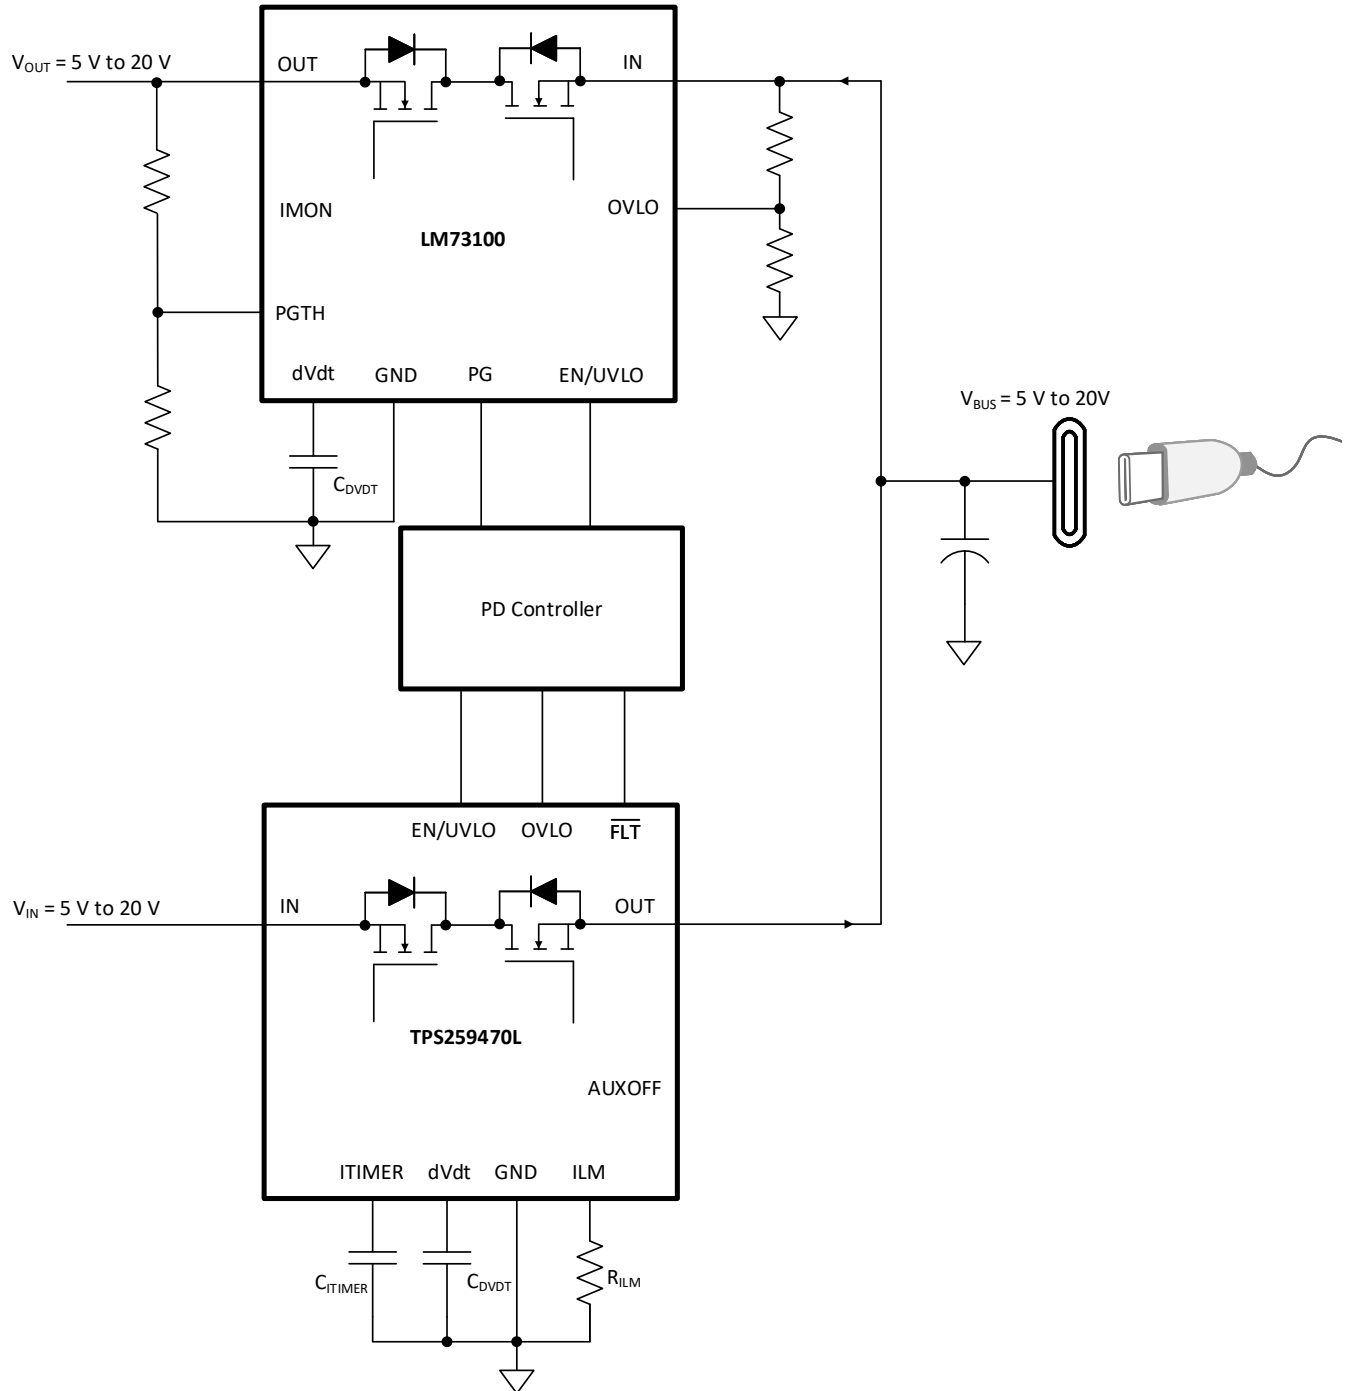 V_OUT = 5 V to 20 V
OUT
IN
IMON
OVLO
LM73100
PGTH
dVdt
GND
PG
EN/UVLO
C_DVDT
V_BUS = 5 V to 20V
PD Controller
EN/UVLO
OVLO
FLT
V_IN = 5 V to 20 V
IN
OUT
TPS259470L
AUXOFF
ITIMER
dVdt
GND
ILM
C_ITIMER
C_DVDT
R_ILM